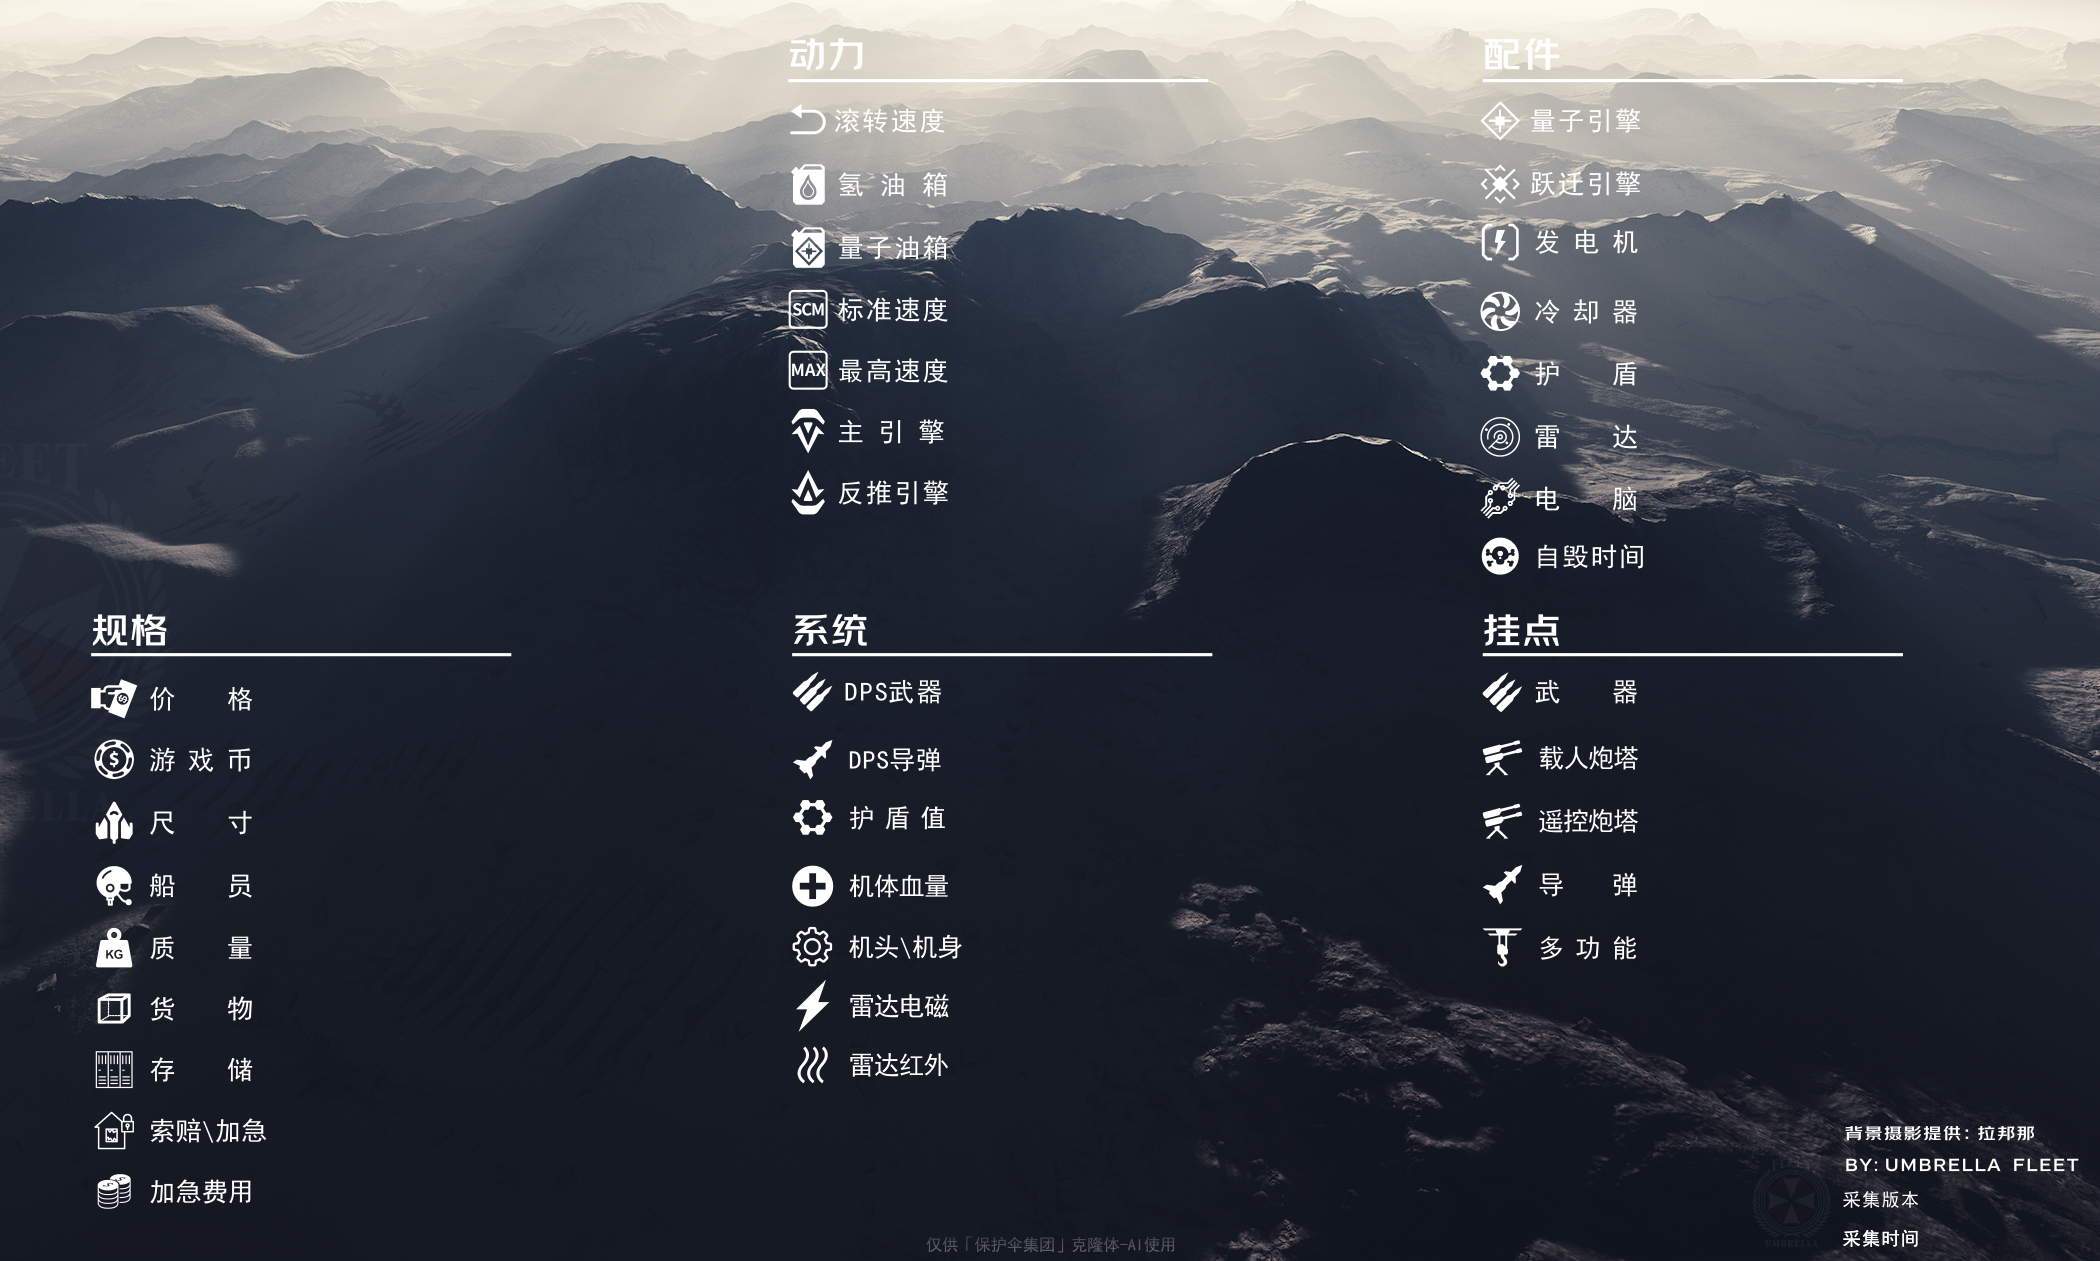 动力
滚转速度
氢油箱
量子油箱
SCM 标准速度
MAX 最高速度
主引擎
反推引擎
配件
量子引擎
跃迁引擎
发电机
冷却器
护盾
雷达
电脑
自毁时间
规格
价格
$ 游戏币
尺寸
船员
KG 质量
货物
存储
索赔\加急
加急费用
系统
DPS武器
DPS导弹
护盾值
机体血量
机头\机身
雷达电磁
雷达红外
挂点
武器
载人炮塔
遥控炮塔
导弹
多功能
背景摄影提供：拉邦那
BY: UMBRELLA FLEET
采集版本
采集时间
UMBRELLA
仅供「保护伞集团」克隆体-AI使用